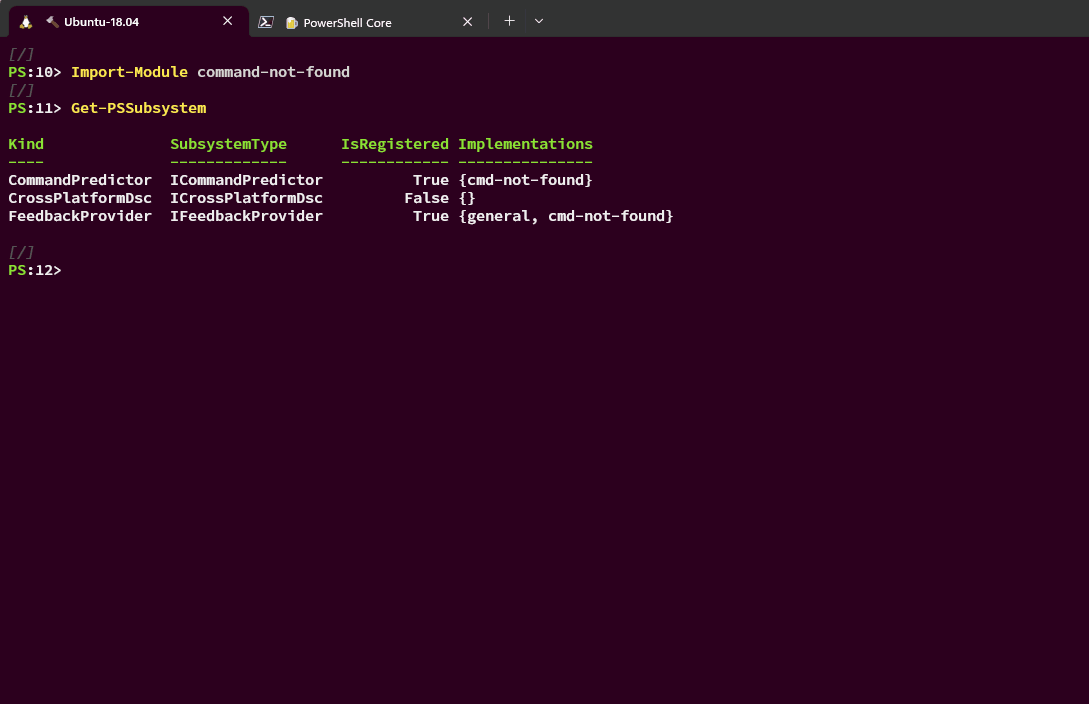 Ubuntu-18.04 PowerShell Core
[/]
PS:10> Import-Module command-not-found
[/]
PS:11> Get-PSSubsystem
Kind SubsystemType IsRegistered Implementations
---- ------------- ------------ ---------------
CommandPredictor ICommandPredictor True {cmd-not-found}
CrossPlatformDsc ICrossPlatformDsc False {}
FeedbackProvider IFeedbackProvider True {general, cmd-not-found}
[/]
PS:12>